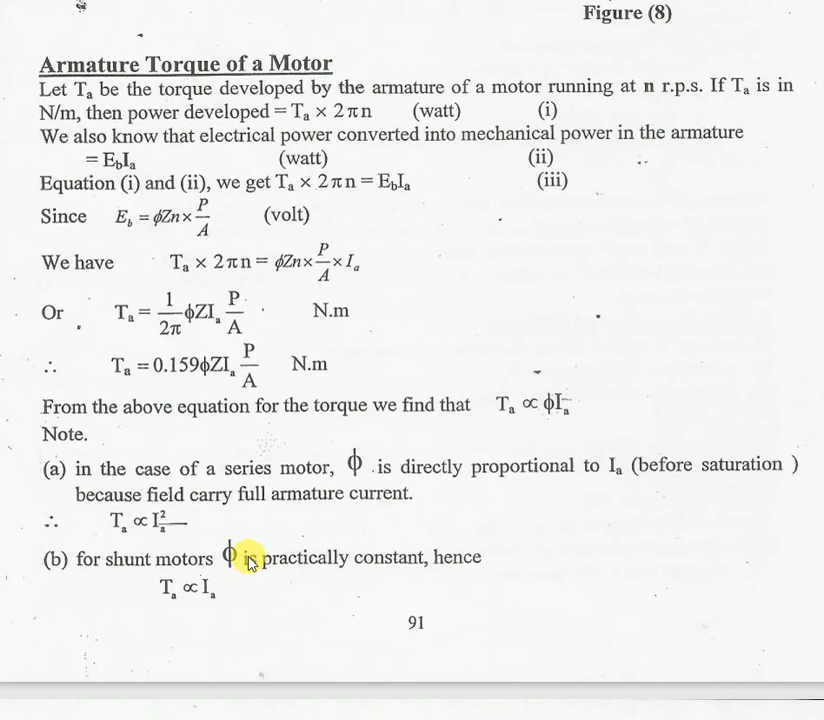 Figure (8)
Armature Torque of a Motor
Let Tₐ be the torque developed by the armature of a motor running at n r.p.s. If Tₐ is in
N/m, then power developed = Tₐ × 2πn (watt) (i)
We also know that electrical power converted into mechanical power in the armature
= E_bIₐ (watt) (ii)
Equation (i) and (ii), we get Tₐ × 2πn = E_bIₐ (iii)
Since E_b = ϕZn× P/A (volt)
We have Tₐ × 2πn = ϕZn× P/A ×Iₐ
Or Tₐ = 1/2π ϕZIₐ P/A N.m
∴ Tₐ = 0.159ϕZIₐ P/A N.m
From the above equation for the torque we find that Tₐ ∝ ϕIₐ
Note.
(a) in the case of a series motor, ϕ is directly proportional to Iₐ (before saturation )
because field carry full armature current.
∴ Tₐ ∝ Iₐ²
(b) for shunt motors ϕ is practically constant, hence
Tₐ ∝ Iₐ
91